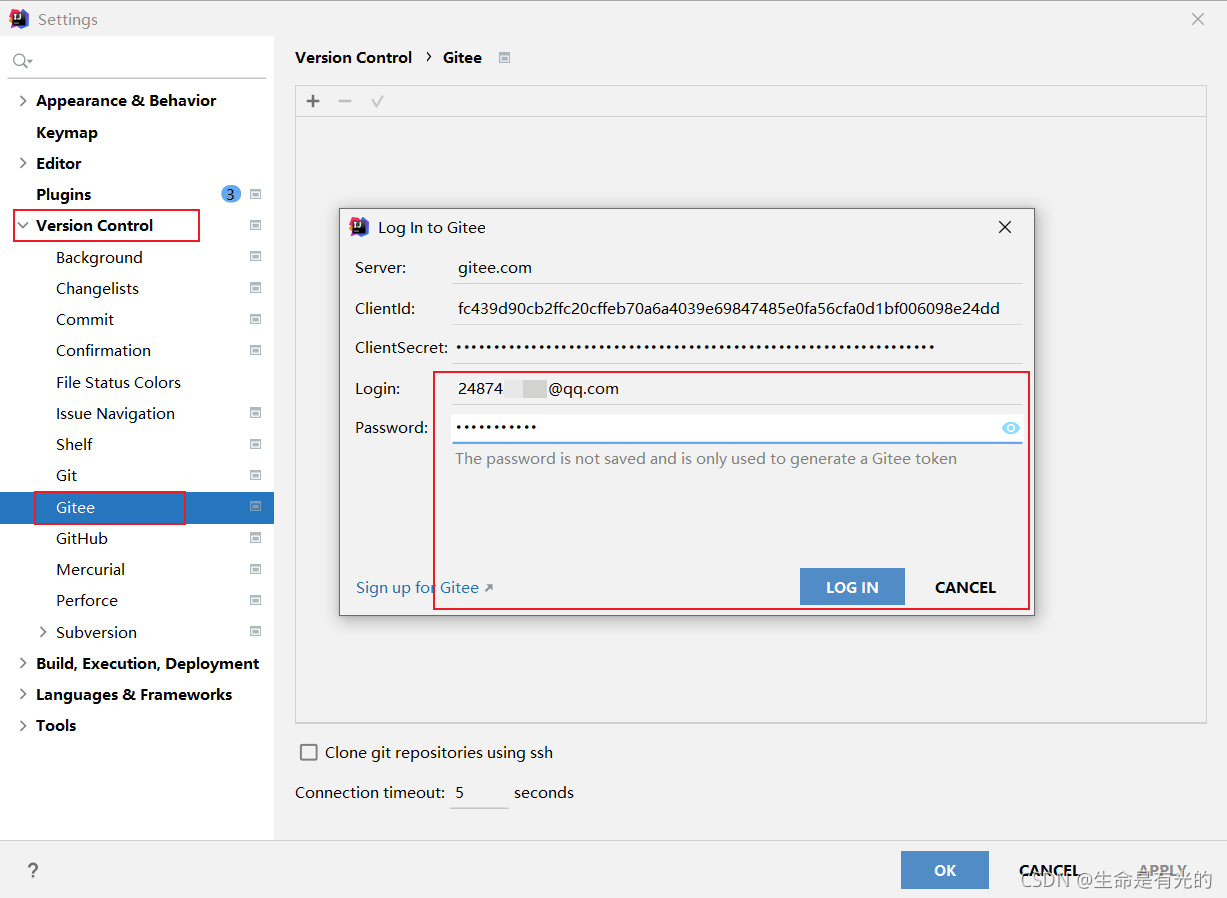 Settings
Version Control › Gitee
Appearance & Behavior
Keymap
Editor
Plugins 3
Version Control
Background
Changelists
Commit
Confirmation
File Status Colors
Issue Navigation
Shelf
Git
Gitee
GitHub
Mercurial
Perforce
Subversion
Build, Execution, Deployment
Languages & Frameworks
Tools
Log In to Gitee
Server: gitee.com
ClientId: fc439d90cb2ffc20cffeb70a6a4039e69847485e0fa56cfa0d1bf006098e24dd
ClientSecret: ••••••••••••••••••••••••••••••••••••••••••••••••••••••••••••••••
Login: 24874 @qq.com
Password: •••••••••••
The password is not saved and is only used to generate a Gitee token
Sign up for Gitee
LOG IN
CANCEL
Clone git repositories using ssh
Connection timeout: 5 seconds
?
OK
CANCEL
APPLY
CSDN @生命是有光的